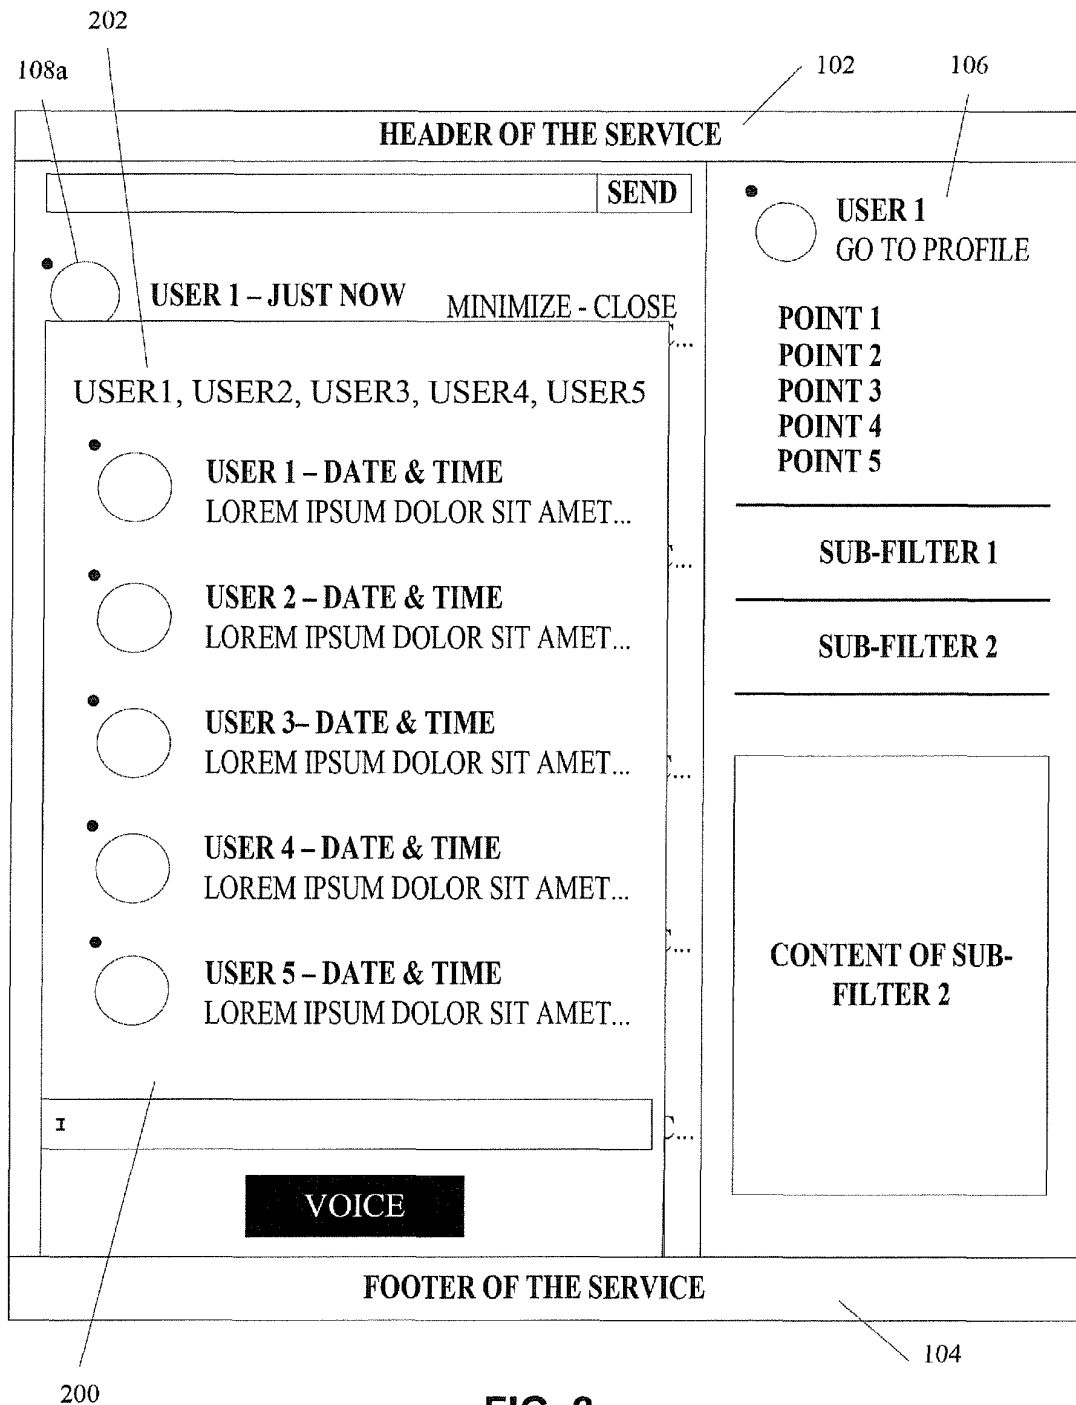 202
108a
102
106
HEADER OF THE SERVICE
SEND
USER 1 – JUST NOW
MINIMIZE - CLOSE
C...
USER1, USER2, USER3, USER4, USER5
USER 1 – DATE & TIME
LOREM IPSUM DOLOR SIT AMET...
C...
USER 2 – DATE & TIME
LOREM IPSUM DOLOR SIT AMET...
USER 3– DATE & TIME
LOREM IPSUM DOLOR SIT AMET...
C...
USER 4 – DATE & TIME
LOREM IPSUM DOLOR SIT AMET...
C...
USER 5 – DATE & TIME
LOREM IPSUM DOLOR SIT AMET...
I
C...
VOICE
USER 1
GO TO PROFILE
POINT 1
POINT 2
POINT 3
POINT 4
POINT 5
SUB-FILTER 1
SUB-FILTER 2
CONTENT OF SUB-
FILTER 2
FOOTER OF THE SERVICE
104
200